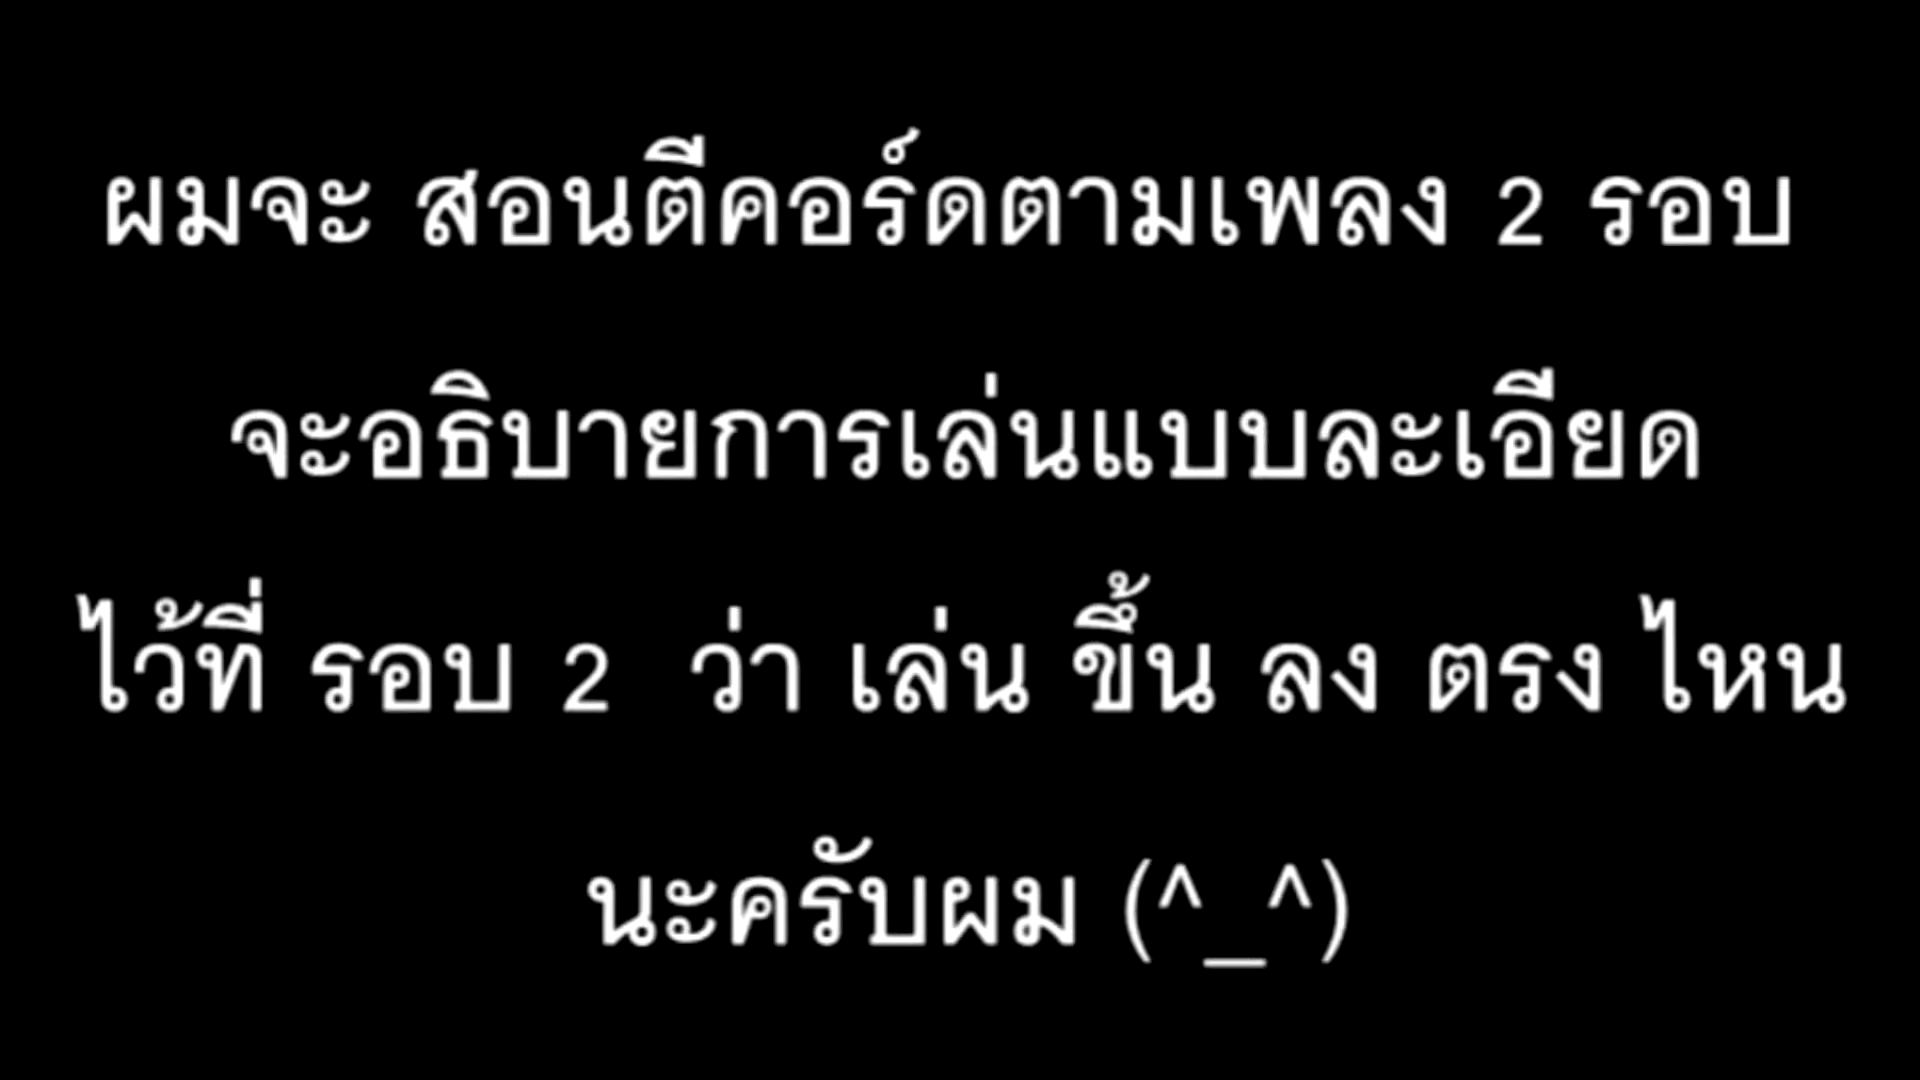 ผมจะ สอนตีคอร์ดตามเพลง 2 รอบ
จะอธิบายการเล่นแบบละเอียด
ไว้ที่ รอบ 2 ว่า เล่น ขึ้น ลง ตรง ไหน
นะครับผม (^_^)